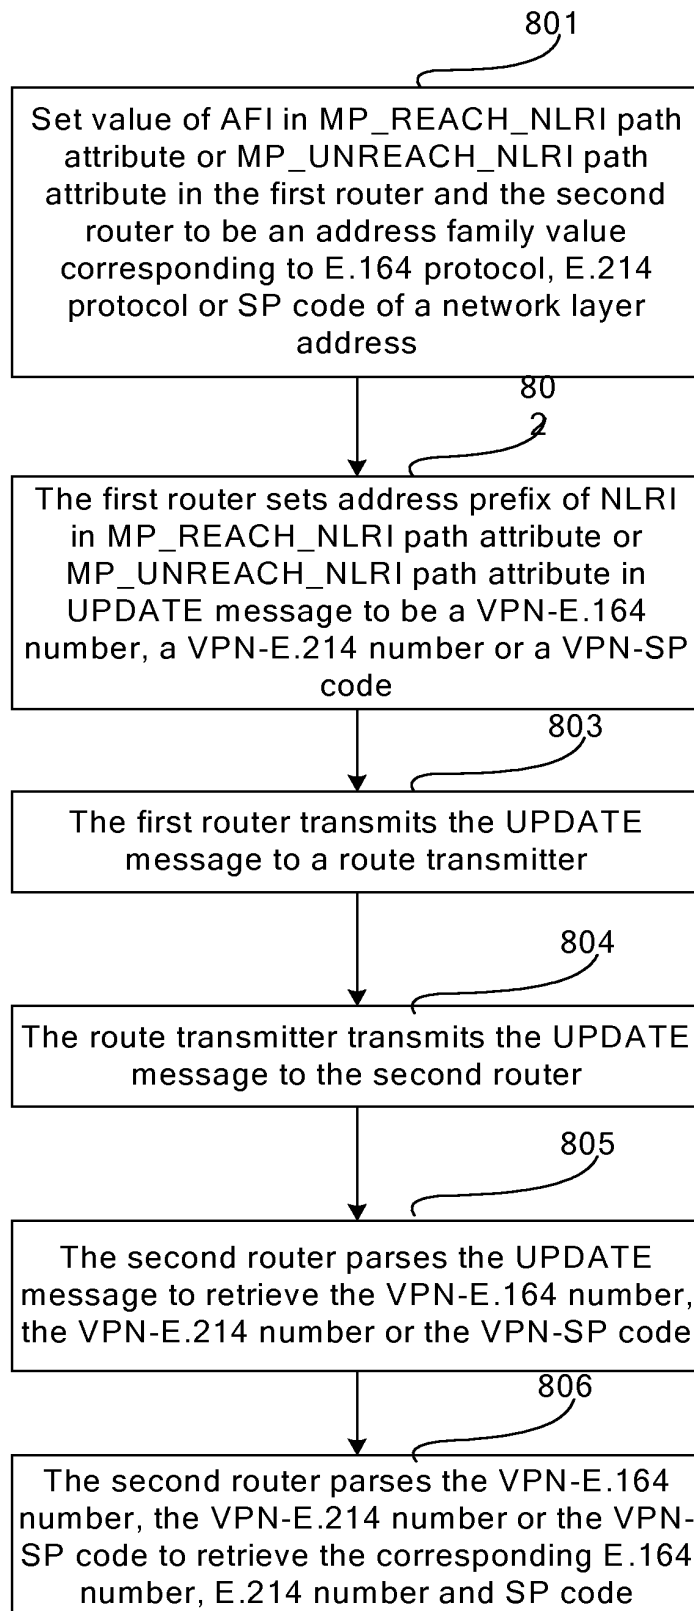 801
Set value of AFI in MP_REACH_NLRI path
attribute or MP_UNREACH_NLRI path
attribute in the first router and the second
router to be an address family value
corresponding to E.164 protocol, E.214
protocol or SP code of a network layer
address
80
2
The first router sets address prefix of NLRI
in MP_REACH_NLRI path attribute or
MP_UNREACH_NLRI path attribute in
UPDATE message to be a VPN-E.164
number, a VPN-E.214 number or a VPN-SP
code
803
The first router transmits the UPDATE
message to a route transmitter
804
The route transmitter transmits the UPDATE
message to the second router
805
The second router parses the UPDATE
message to retrieve the VPN-E.164 number,
the VPN-E.214 number or the VPN-SP code
806
The second router parses the VPN-E.164
number, the VPN-E.214 number or the VPN-
SP code to retrieve the corresponding E.164
number, E.214 number and SP code